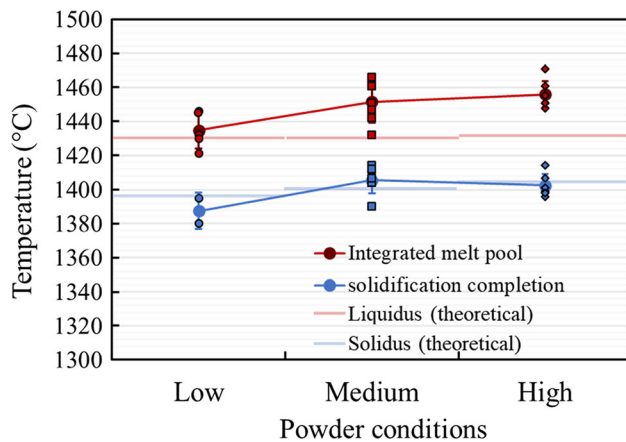 1500
1480
1460
1440
1420
1400
1380
1360
1340
1320
1300
Temperature (°C)
Integrated melt pool
solidification completion
Liquidus (theoretical)
Solidus (theoretical)
Low Medium High
Powder conditions